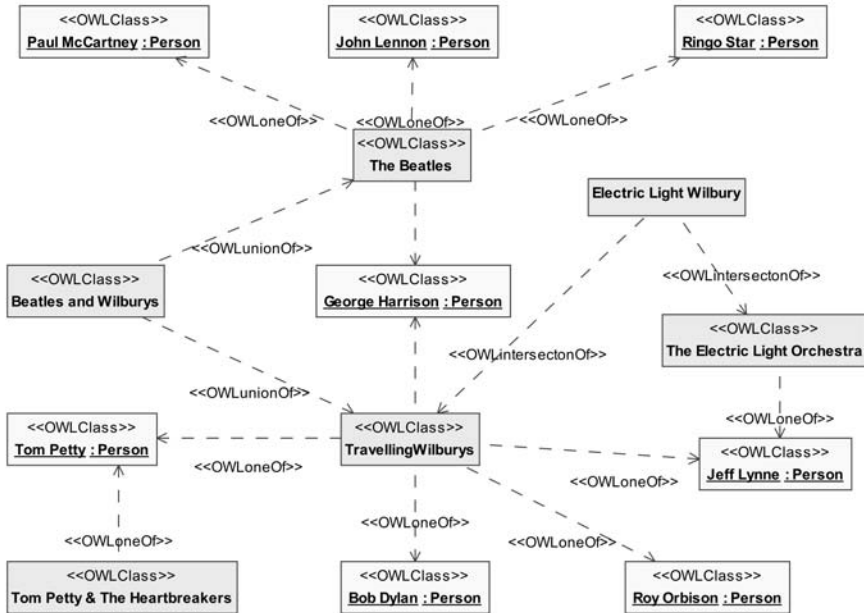 <<OWLClass>>
Paul McCartney : Person
<<OWLClass>>
John Lennon : Person
<<OWLClass>>
Ringo Star : Person
<<OWLoneOf>>
<<OWLoneOf>>
<<OWLoneOf>>
<<OWLClass>>
The Beatles
Electric Light Wilbury
<<OWLunionOf>>
<<OWLClass>>
Beatles and Wilburys
<<OWLClass>>
George Harrison : Person
<<OWLintersectonOf>>
<<OWLClass>>
The Electric Light Orchestra
<<OWLintersectonOf>>
<<OWLunionOf>>
<<OWLoneOf>>
<<OWLClass>>
Tom Petty : Person
<<OWLClass>>
TravellingWilburys
<<OWLClass>>
Jeff Lynne : Person
<<OWLoneOf>>
<<OWLoneOf>>
<<OWLoneOf>>
<<OWLoneOf>>
<<OWLoneOf>>
<<OWLClass>>
Tom Petty & The Heartbreakers
<<OWLClass>>
Bob Dylan : Person
<<OWLClass>>
Roy Orbison : Person